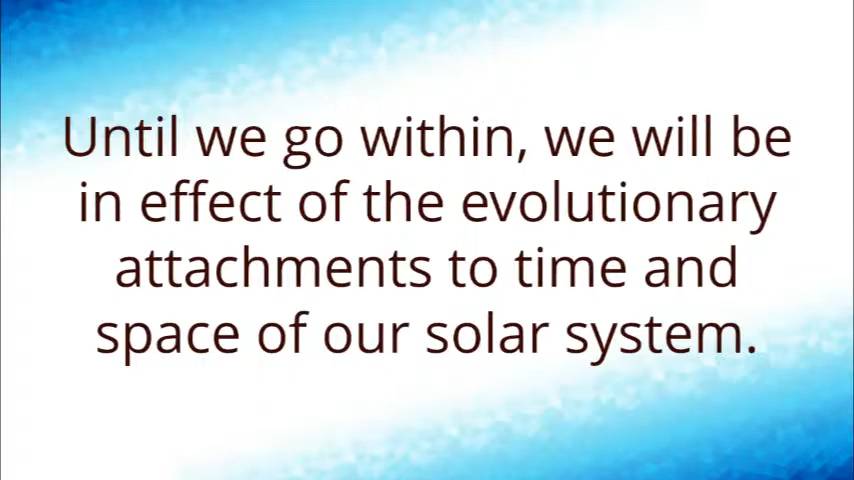 Until we go within, we will be
in effect of the evolutionary
attachments to time and
space of our solar system.